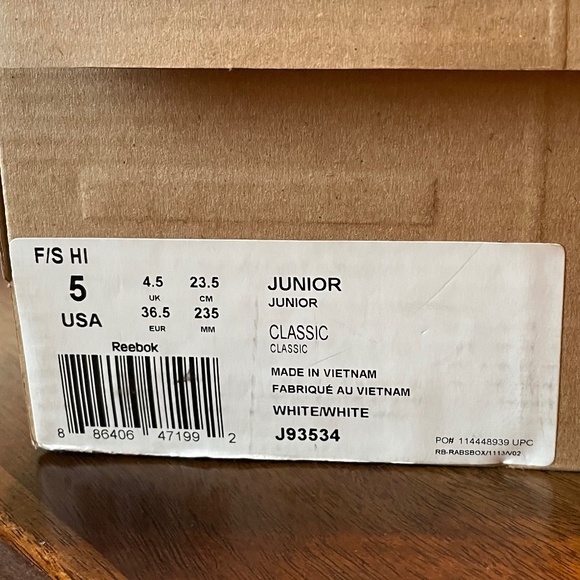 F/S HI
5
USA
4.5 23.5
UK CM
36.5 235
EUR MM
Reebok
8 86406 47199 2
JUNIOR
JUNIOR
CLASSIC
CLASSIC
MADE IN VIETNAM
FABRIQUÉ AU VIETNAM
WHITE/WHITE
J93534
PO# 114448939 UPC
RB-RABSBOX/1113/V02